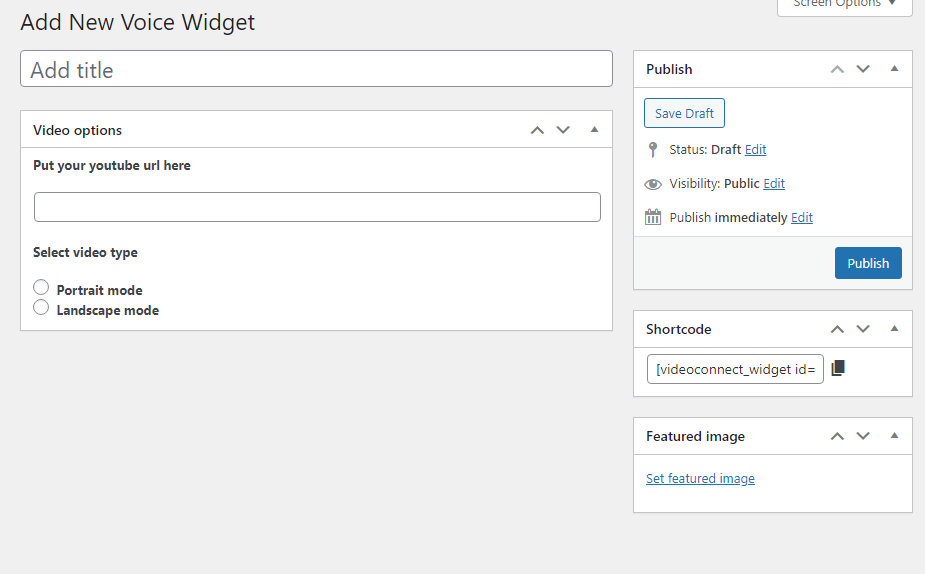 Screen Options
Add New Voice Widget
Add title
Video options
Put your youtube url here
Select video type
Portrait mode
Landscape mode
Publish
Save Draft
Status: Draft Edit
Visibility: Public Edit
Publish immediately Edit
Publish
Shortcode
[videoconnect_widget id=
Featured image
Set featured image